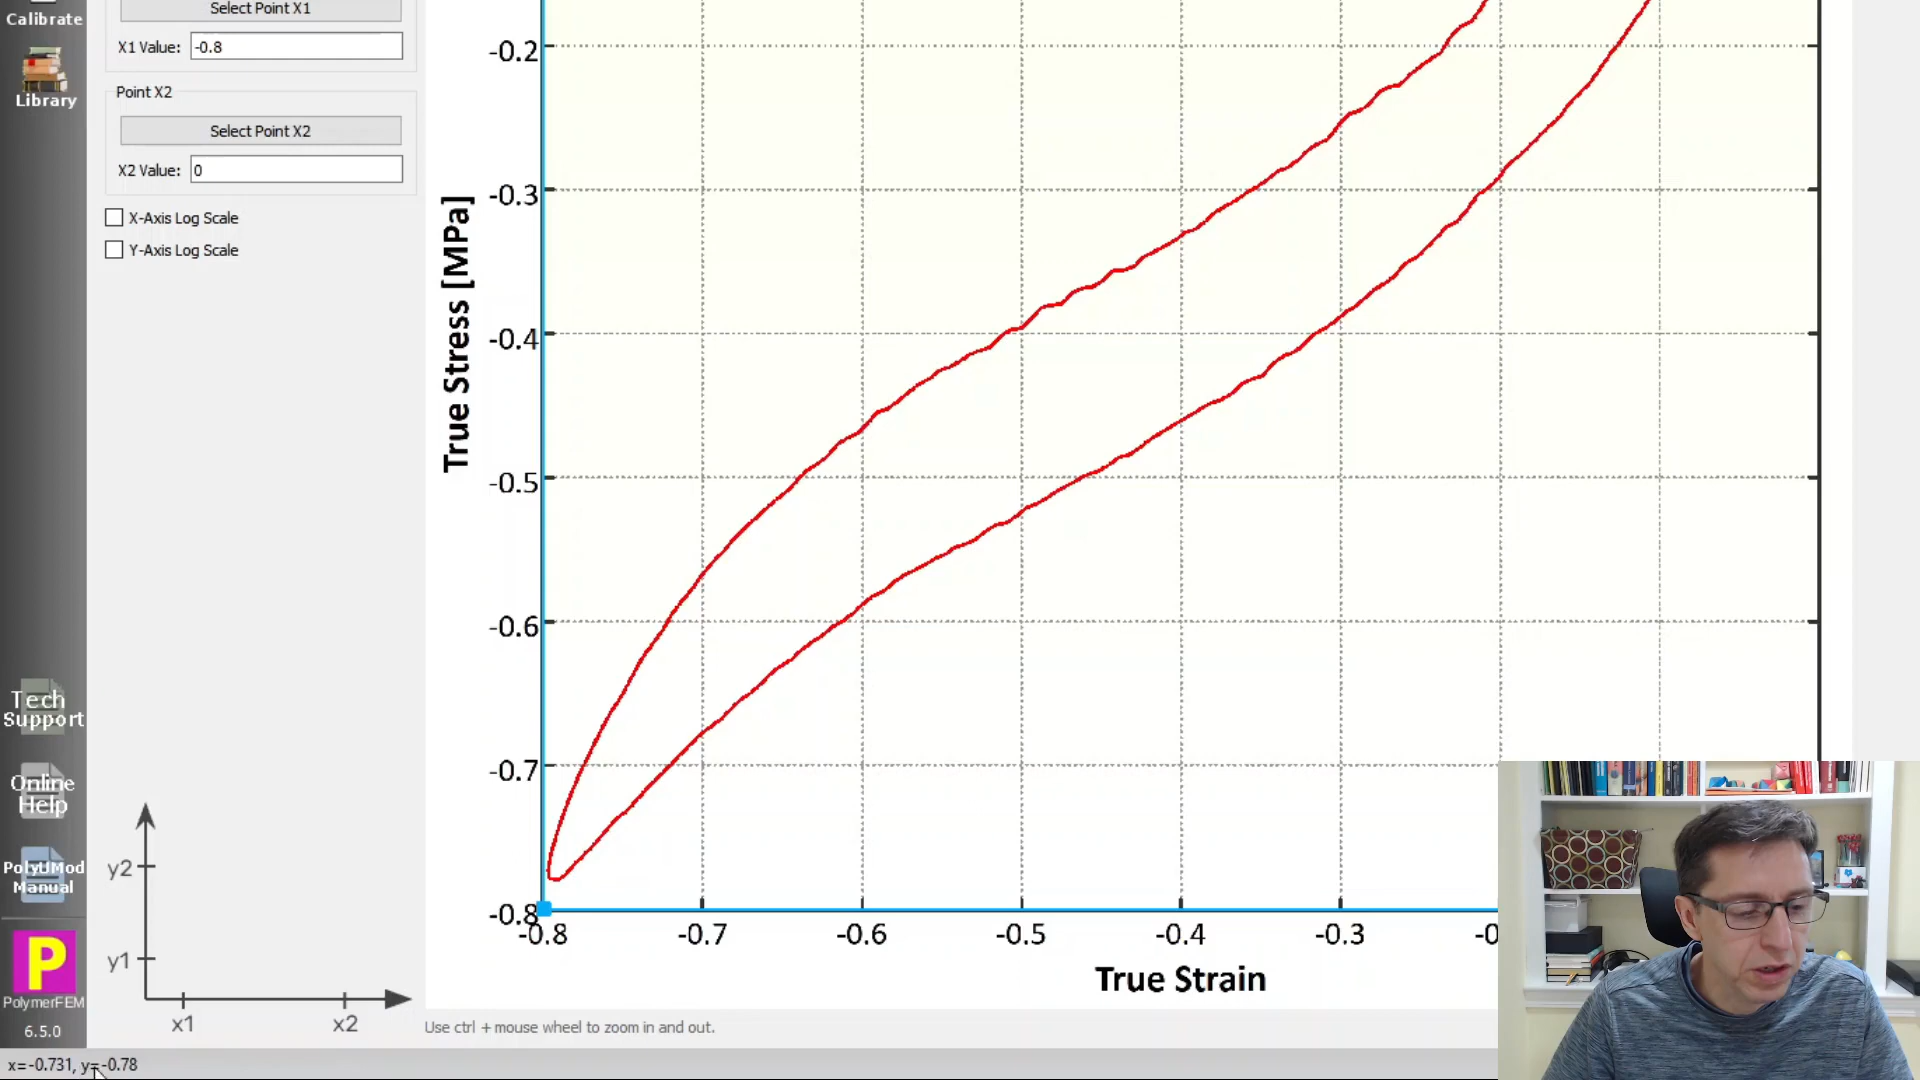 Calibrate
Library
Select Point X1
X1 Value: -0.8
Point X2
Select Point X2
X2 Value: 0
X-Axis Log Scale
Y-Axis Log Scale
Tech
Support
Online
Help
PolyUMod
Manual
P
PolymerFEM
6.5.0
y2
y1
x1 x2
True Stress [MPa]
-0.2
-0.3
-0.4
-0.5
-0.6
-0.7
-0.8
-0.8 -0.7 -0.6 -0.5 -0.4 -0.3
True Strain
Use ctrl + mouse wheel to zoom in and out.
x=-0.731, y=-0.78